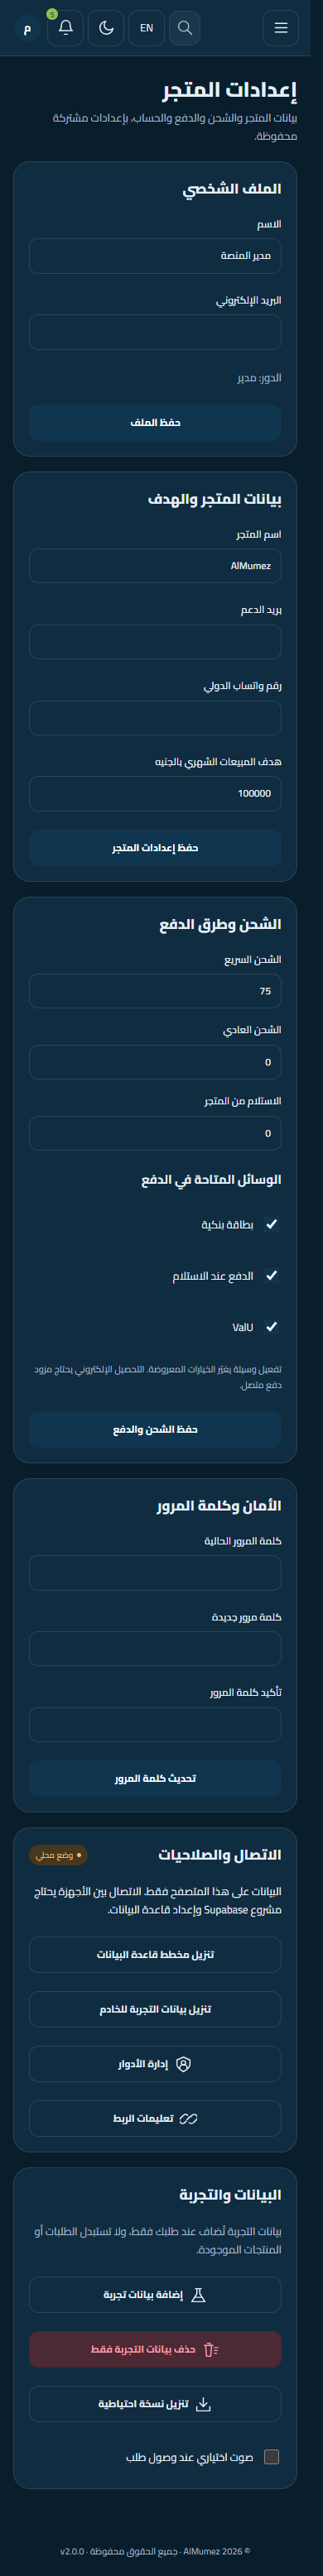 م
5
EN
إعدادات المتجر
بيانات المتجر والشحن والدفع والحساب، بإعدادات مشتركة
محفوظة.
الملف الشخصي
الاسم
مدير المنصة
البريد الإلكتروني
الدور: مدير
حفظ الملف
بيانات المتجر والهدف
اسم المتجر
AlMumez
بريد الدعم
رقم واتساب الدولي
هدف المبيعات الشهري بالجنيه
100000
حفظ إعدادات المتجر
الشحن وطرق الدفع
الشحن السريع
75
الشحن العادي
0
الاستلام من المتجر
0
الوسائل المتاحة في الدفع
بطاقة بنكية
الدفع عند الاستلام
ValU
تفعيل وسيلة يغيّر الخيارات المعروضة. التحصيل الإلكتروني يحتاج مزود
دفع متصل.
حفظ الشحن والدفع
الأمان وكلمة المرور
كلمة المرور الحالية
كلمة مرور جديدة
تأكيد كلمة المرور
تحديث كلمة المرور
الاتصال والصلاحيات
وضع محلي
البيانات على هذا المتصفح فقط. الاتصال بين الأجهزة يحتاج
مشروع Supabase وإعداد قاعدة البيانات.
تنزيل مخطط قاعدة البيانات
تنزيل بيانات التجربة للخادم
إدارة الأدوار
تعليمات الربط
البيانات والتجربة
بيانات التجربة تُضاف عند طلبك فقط، ولا تستبدل الطلبات أو
المنتجات الموجودة.
إضافة بيانات تجربة
حذف بيانات التجربة فقط
تنزيل نسخة احتياطية
صوت اختياري عند وصول طلب
© 2026 AlMumez · جميع الحقوق محفوظة · v2.0.0